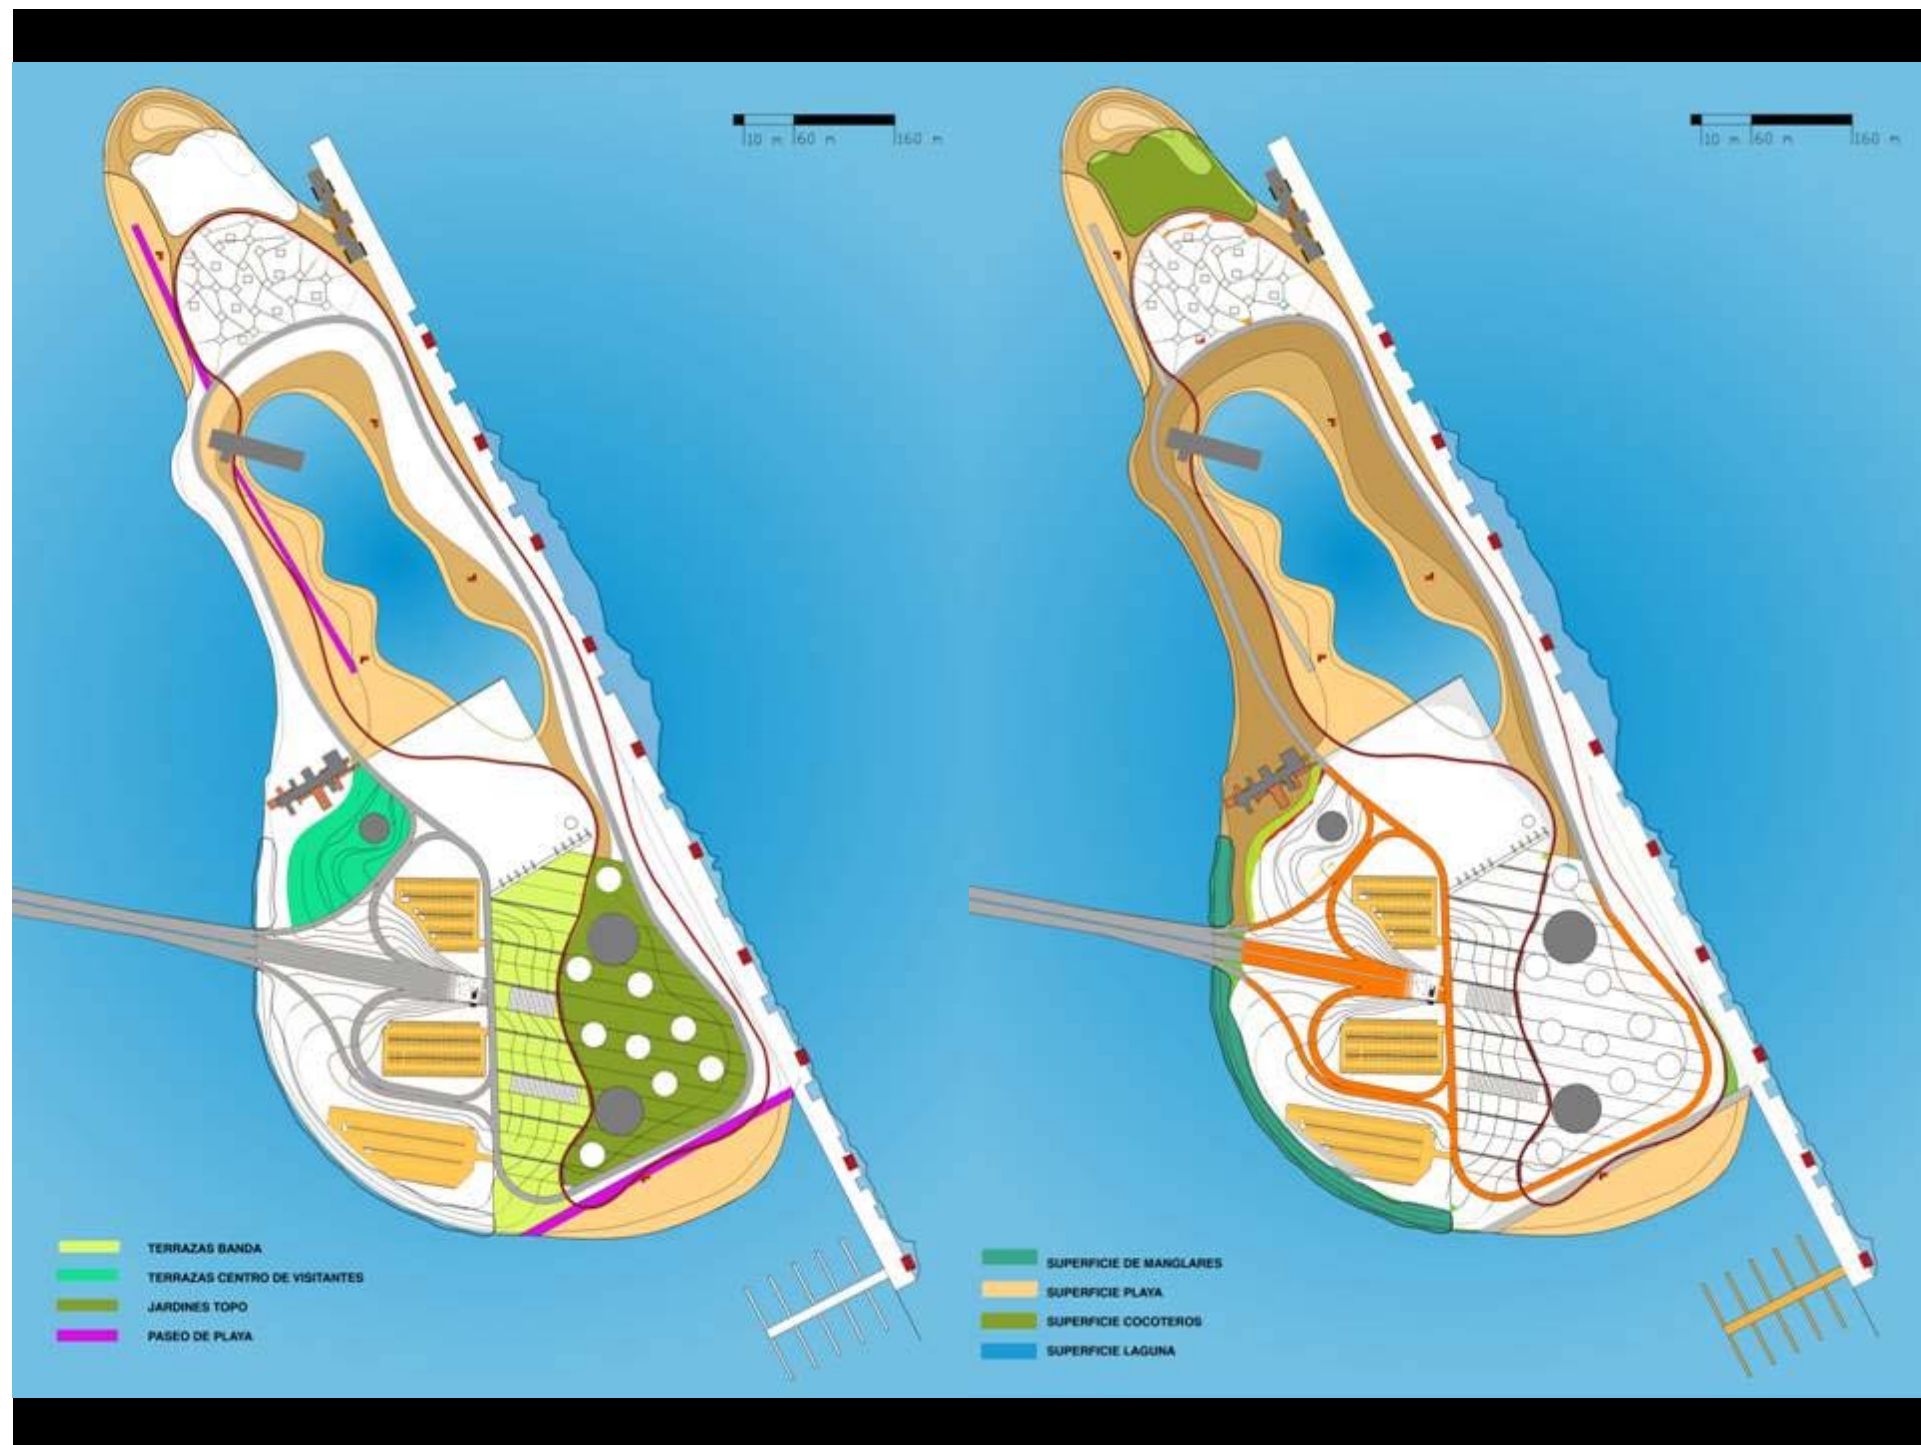 10 m 60 m 160 m
10 m 60 m 160 m
TERRAZAS BANDA
TERRAZAS CENTRO DE VISITANTES
JARDINES TOPO
PASEO DE PLAYA
SUPERFICIE DE MANGLARES
SUPERFICIE PLAYA
SUPERFICIE COCOTEROS
SUPERFICIE LAGUNA